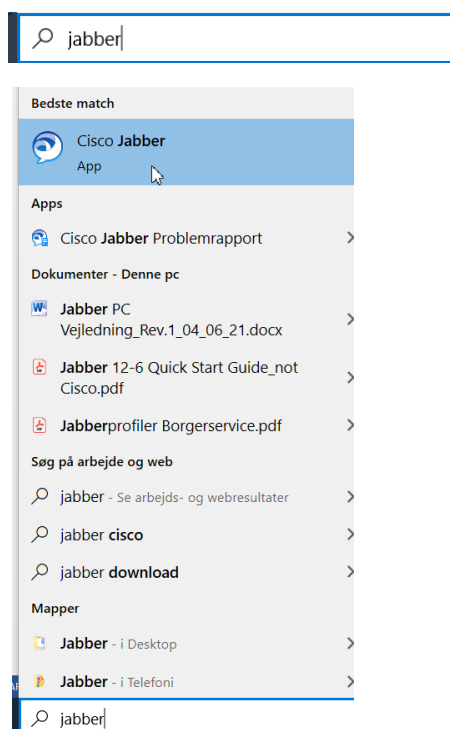 jabber
Bedste match
Cisco Jabber
App
Apps
Cisco Jabber Problemrapport
Dokumenter - Denne pc
Jabber PC
Vejledning_Rev.1_04_06_21.docx
Jabber 12-6 Quick Start Guide_not
Cisco.pdf
Jabberprofiler Borgerservice.pdf
Søg på arbejde og web
jabber - Se arbejds- og webresultater
jabber cisco
jabber download
Mapper
Jabber - i Desktop
Jabber - i Telefoni
jabber